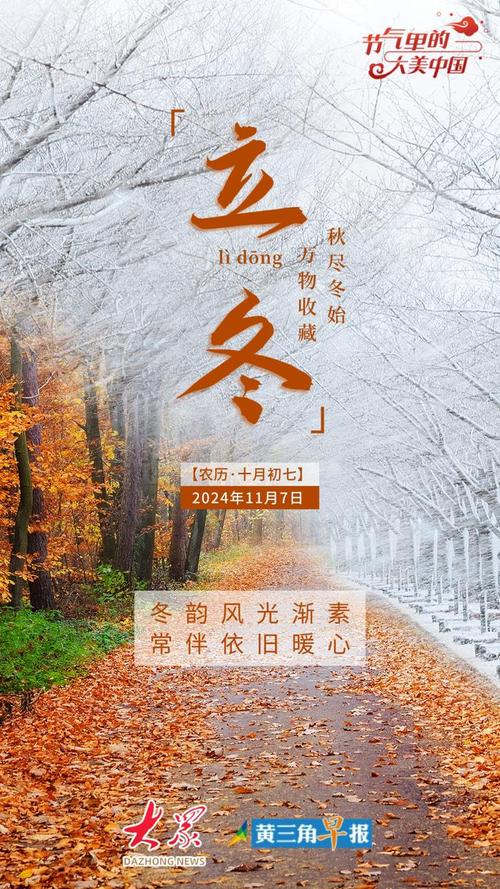 节气里的
大美中国
「立冬」
lì dōng
秋尽冬始
万物收藏
【农历·十月初七】
2024年11月7日
冬韵风光渐素
常伴依旧暖心
大众
DAZHONG NEWS
黄三角早报